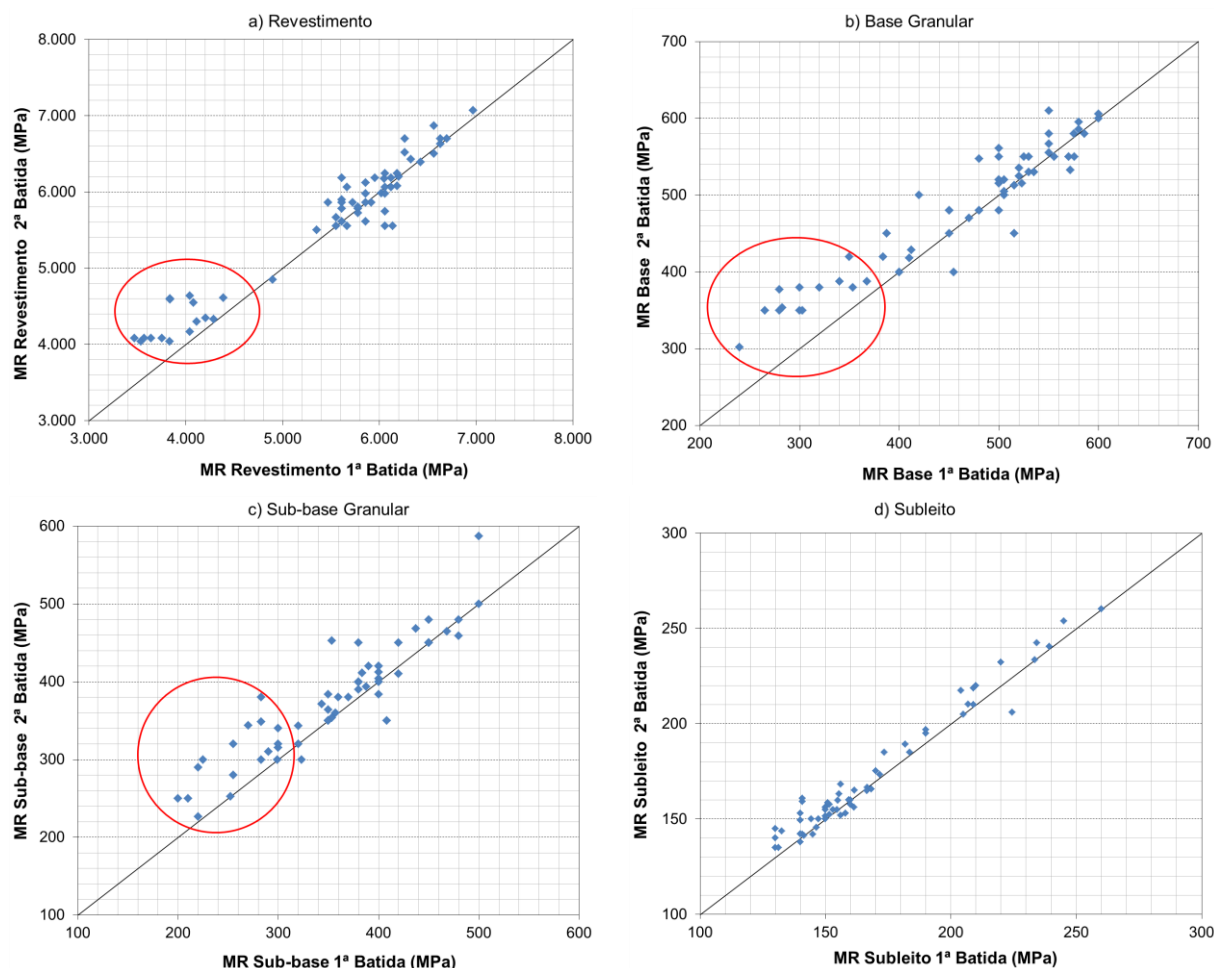 a) Revestimento
MR Revestimento 2ª Batida (MPa)
8.000
7.000
6.000
5.000
4.000
3.000
3.000 4.000 5.000 6.000 7.000 8.000
MR Revestimento 1ª Batida (MPa)
b) Base Granular
MR Base 2ª Batida (MPa)
700
600
500
400
300
200
200 300 400 500 600 700
MR Base 1ª Batida (MPa)
c) Sub-base Granular
MR Sub-base 2ª Batida (MPa)
600
500
400
300
200
100
100 200 300 400 500 600
MR Sub-base 1ª Batida (MPa)
d) Subleito
MR Subleito 2ª Batida (MPa)
300
250
200
150
100
100 150 200 250 300
MR Subleito 1ª Batida (MPa)